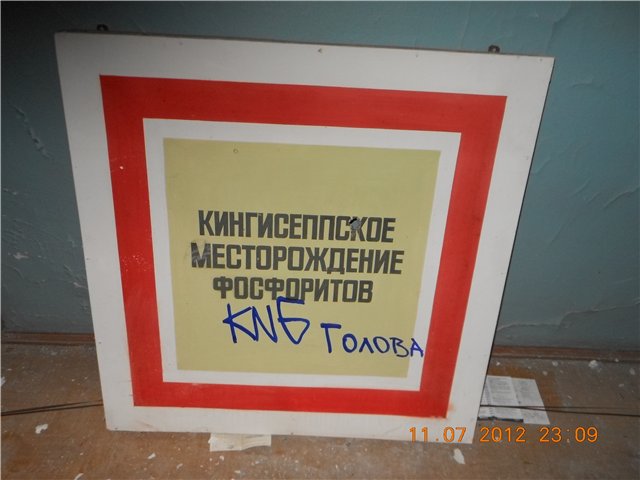 КИНГИСЕППСКОЕ
МЕСТОРОЖДЕНИЕ
ФОСФОРИТОВ
KNБ ГОЛОВА
11.07.2012 23:09